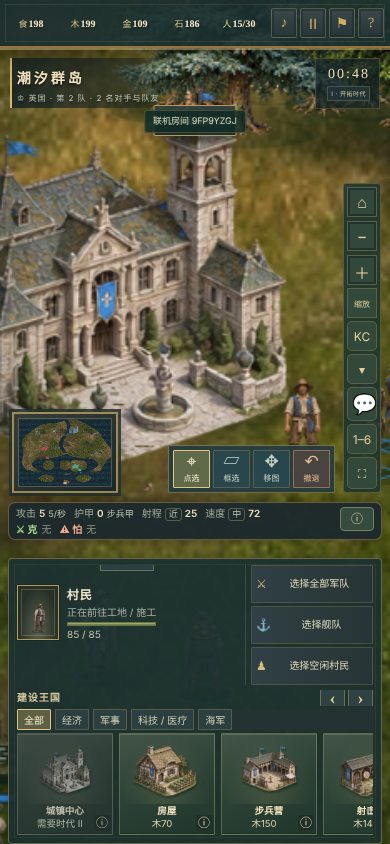 食198 木199 金109 石186 人15/30 ♪ II ⚑ ?
潮汐群岛
♔ 英国 · 第 2 队 · 2 名对手与队友
00:48
I · 开拓时代
联机房间 9FP9YZGJ
⌂
−
＋
缩放
KC
▾
1–6
点选 框选 移图 撤退
攻击 5 5/秒 护甲 0 步兵甲 射程 近 25 速度 中 72
⚔ 克 无 ▲ 怕 无
村民
正在前往工地 / 施工
85 / 85
选择全部军队
选择舰队
选择空闲村民
建设王国
‹ ›
全部 经济 军事 科技 / 医疗 海军
城镇中心 房屋 步兵营
需要时代 II 木70 木150 木14